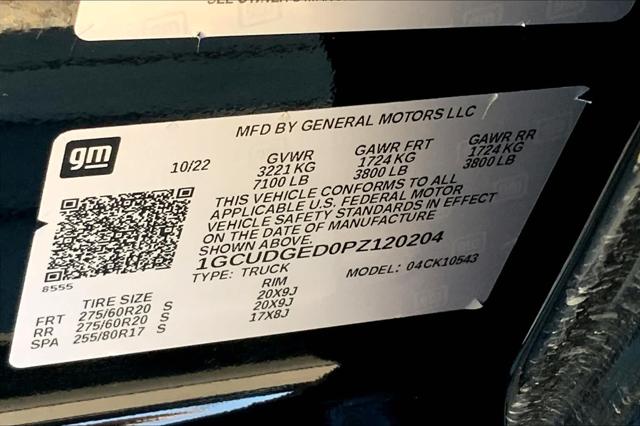 SEE OWNER'S MANUAL
gm
MFD BY GENERAL MOTORS LLC
10/22 GVWR GAWR FRT GAWR RR
3221 KG 1724 KG 1724 KG
7100 LB 3800 LB 3800 LB
THIS VEHICLE CONFORMS TO ALL
APPLICABLE U.S. FEDERAL MOTOR
VEHICLE SAFETY STANDARDS IN EFFECT
ON THE DATE OF MANUFACTURE
SHOWN ABOVE.
1GCUDGED0PZ120204
8555
TYPE: TRUCK MODEL: 04CK10543
TIRE SIZE RIM
FRT 275/60R20 S 20X9J
RR 275/60R20 S 20X9J
SPA 255/80R17 S 17X8J